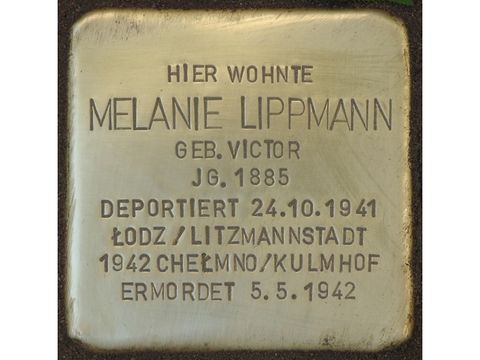 HIER WOHNTE
MELANIE LIPPMANN
GEB. VICTOR
JG. 1885
DEPORTIERT 24.10.1941
ŁODZ / LITZMANNSTADT
1942 CHEŁMNO/KULMHOF
ERMORDET 5.5.1942